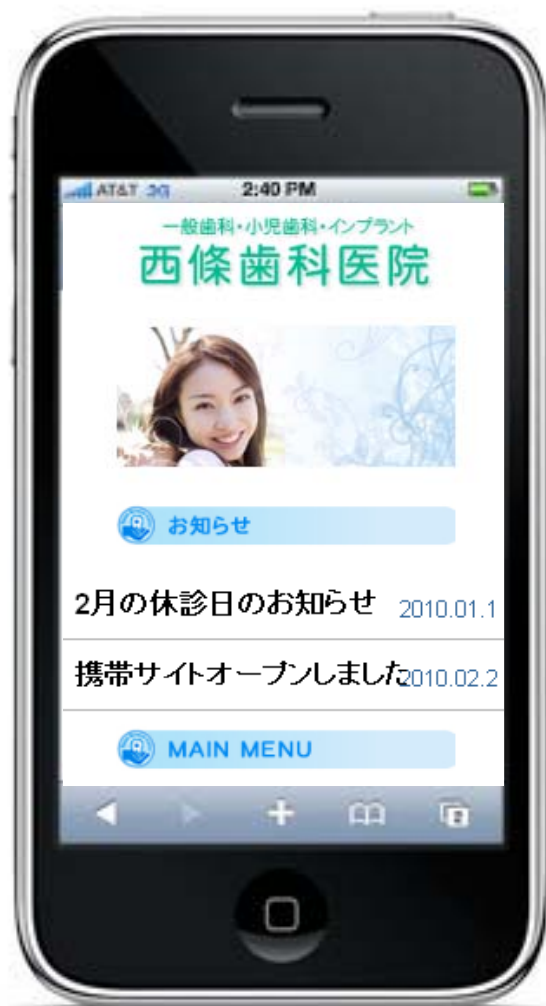 AT&T 3G 2:40 PM
一般歯科・小児歯科・インプラント
西條歯科医院
お知らせ
2月の休診日のお知らせ 2010.01.1
携帯サイトオープンしました 2010.02.2
MAIN MENU